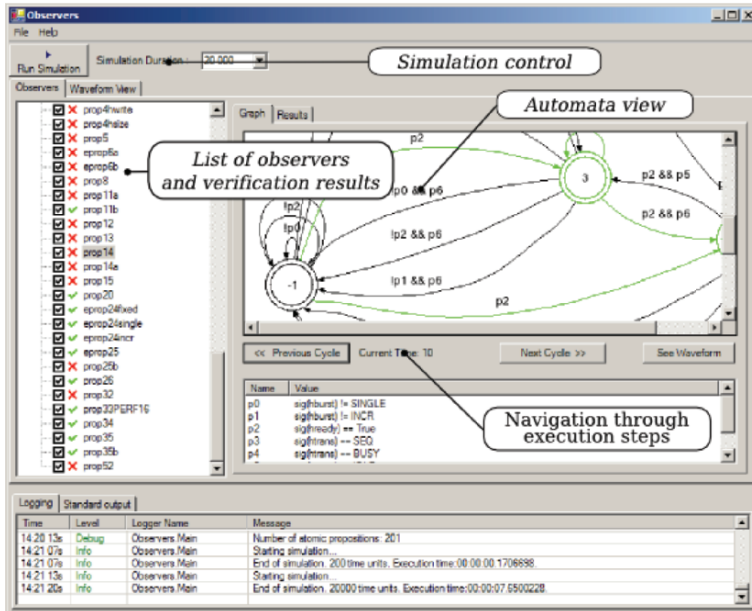 Observers
File Help
Run Simulation
Simulation Duration :
20 000
Simulation control
Observers Waveform View
prop4hwrite
prop4hsize
prop5
eprop6a
eprop6b
prop8
prop11a
prop11b
prop12
prop13
prop14
prop14a
prop15
prop20
eprop24fixed
eprop24single
eprop24incr
eprop25
prop25b
prop26
prop32
prop33PERF16
prop34
prop35
prop35b
prop52
List of observers
and verification results
Graph Results
Automata view
p2
3
p2 && p5
p2 && p6
!p0 && p6
!p2
!p0
!p2 && p6
!p1 && p6
-1
p2
<< Previous Cycle
Current Time: 10
Next Cycle >>
See Waveform
Navigation through
execution steps
Name Value
p0 sig(hburst) != SINGLE
p1 sig(hburst) != INCR
p2 sig(hready) == True
p3 sig(htrans) == SEQ
p4 sig(htrans) == BUSY
Logging Standard output
Time Level Logger Name Message
14:20 13s Debug Observers.Main Number of atomic propositions: 201
14:21 07s Info Observers.Main Starting simulation...
14:21 07s Info Observers.Main End of simulation. 200 time units. Execution time:00:00:00.1706698.
14:21 13s Info Observers.Main Starting simulation...
14:21 20s Info Observers.Main End of simulation. 20000 time units. Execution time:00:00:07.6500228.